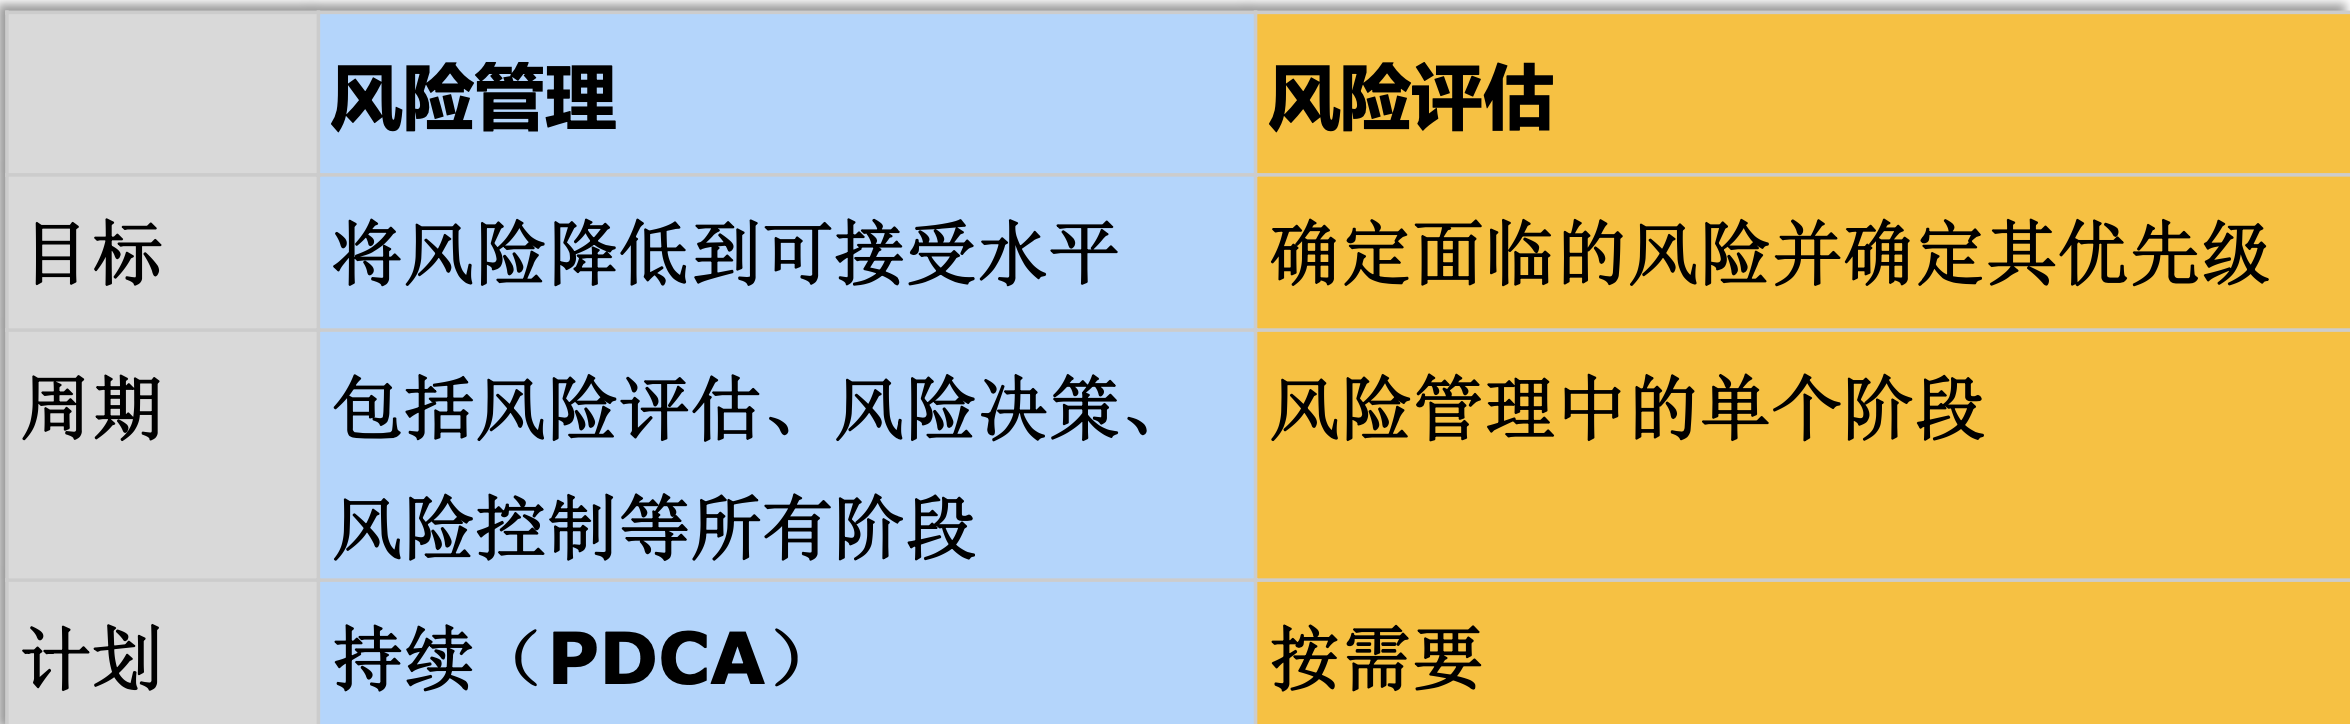 风险管理
风险评估
目标
将风险降低到可接受水平
确定面临的风险并确定其优先级
周期
包括风险评估、风险决策、
风险控制等所有阶段
风险管理中的单个阶段
计划
持续（PDCA）
按需要